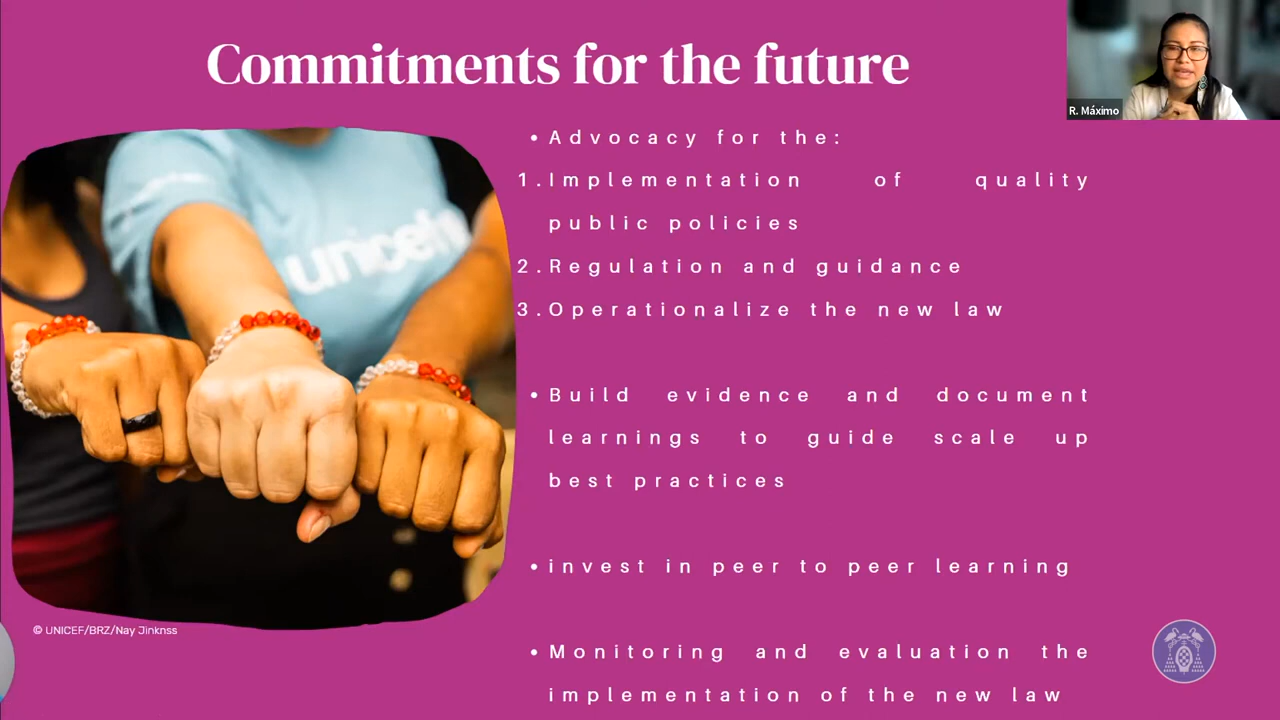 Commitments for the future
R. Máximo
• Advocacy for the:
1. Implementation of quality
public policies
2. Regulation and guidance
3. Operationalize the new law
• Build evidence and document
learnings to guide scale up
best practices
• invest in peer to peer learning
• Monitoring and evaluation the
implementation of the new law
unicef
© UNICEF/BRZ/Nay Jinknss